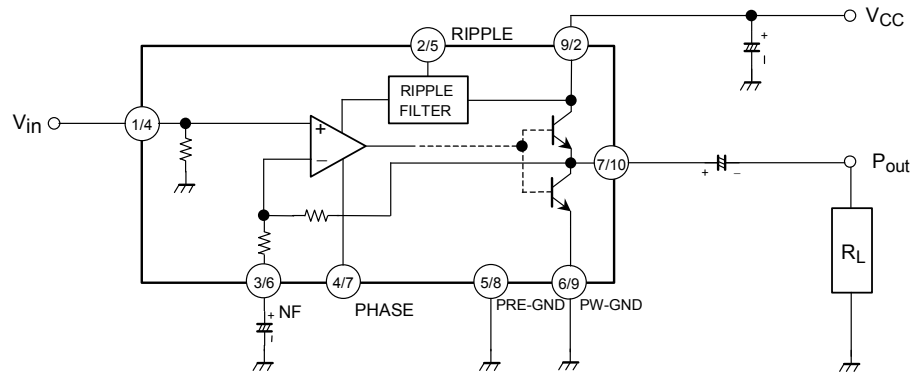 RIPPLE
2/5
9/2
VCC
+
RIPPLE
FILTER
Vin
1/4
+
−
7/10
+ −
Pout
RL
3/6
4/7
5/8
6/9
+
NF
PHASE
PRE-GND
PW-GND